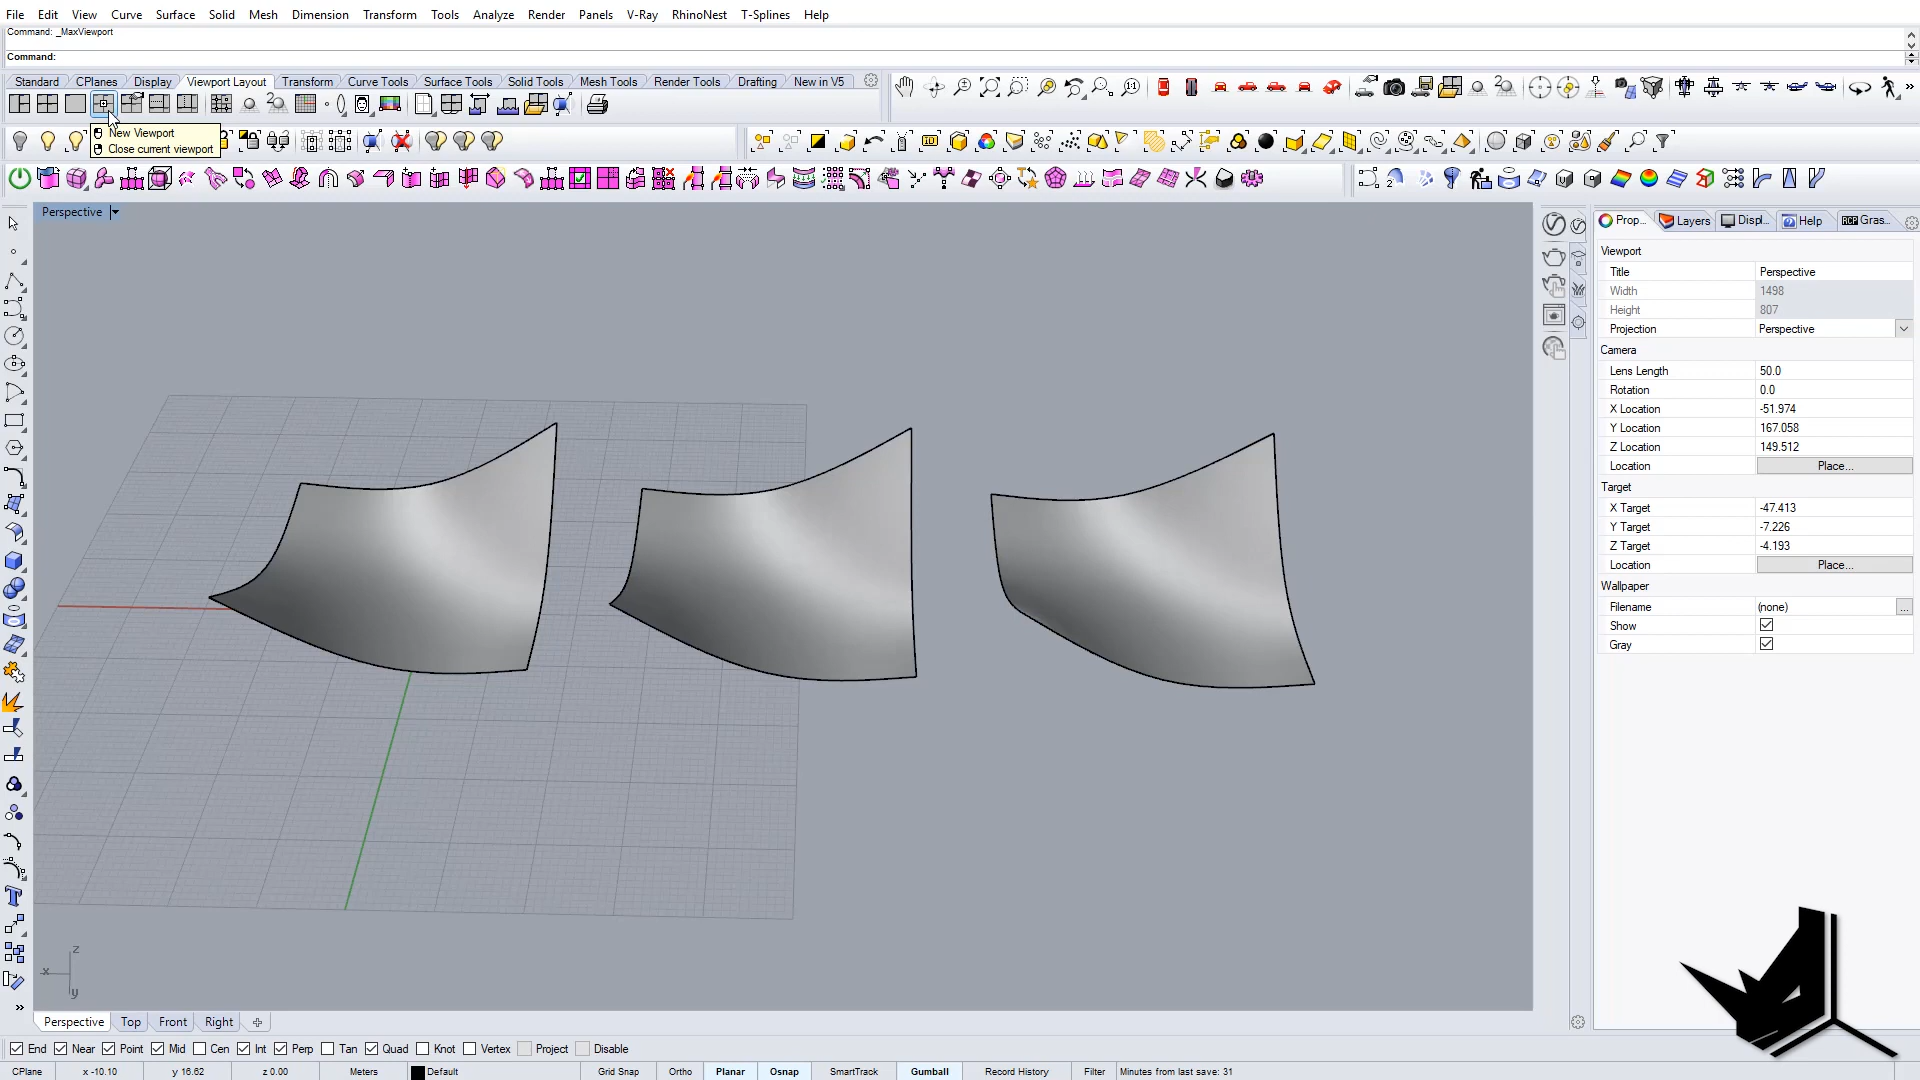 File Edit View Curve Surface Solid Mesh Dimension Transform Tools Analyze Render Panels V-Ray RhinoNest T-Splines Help
Command: _MaxViewport
Command:
Standard CPlanes Display Viewport Layout Transform Curve Tools Surface Tools Solid Tools Mesh Tools Render Tools Drafting New in V5
New Viewport
Close current viewport
Perspective
Prop... Layers Displ... Help Gras...
Viewport
Title Perspective
Width 1498
Height 807
Projection Perspective
Camera
Lens Length 50.0
Rotation 0.0
X Location -51.974
Y Location 167.058
Z Location 149.512
Location Place...
Target
X Target -47.413
Y Target -7.226
Z Target -4.193
Location Place...
Wallpaper
Filename (none) ...
Show
Gray
z
x
y
Perspective Top Front Right
End Near Point Mid Cen Int Perp Tan Quad Knot Vertex Project Disable
CPlane x -10.10 y 16.62 z 0.00 Meters Default Grid Snap Ortho Planar Osnap SmartTrack Gumball Record History Filter Minutes from last save: 31